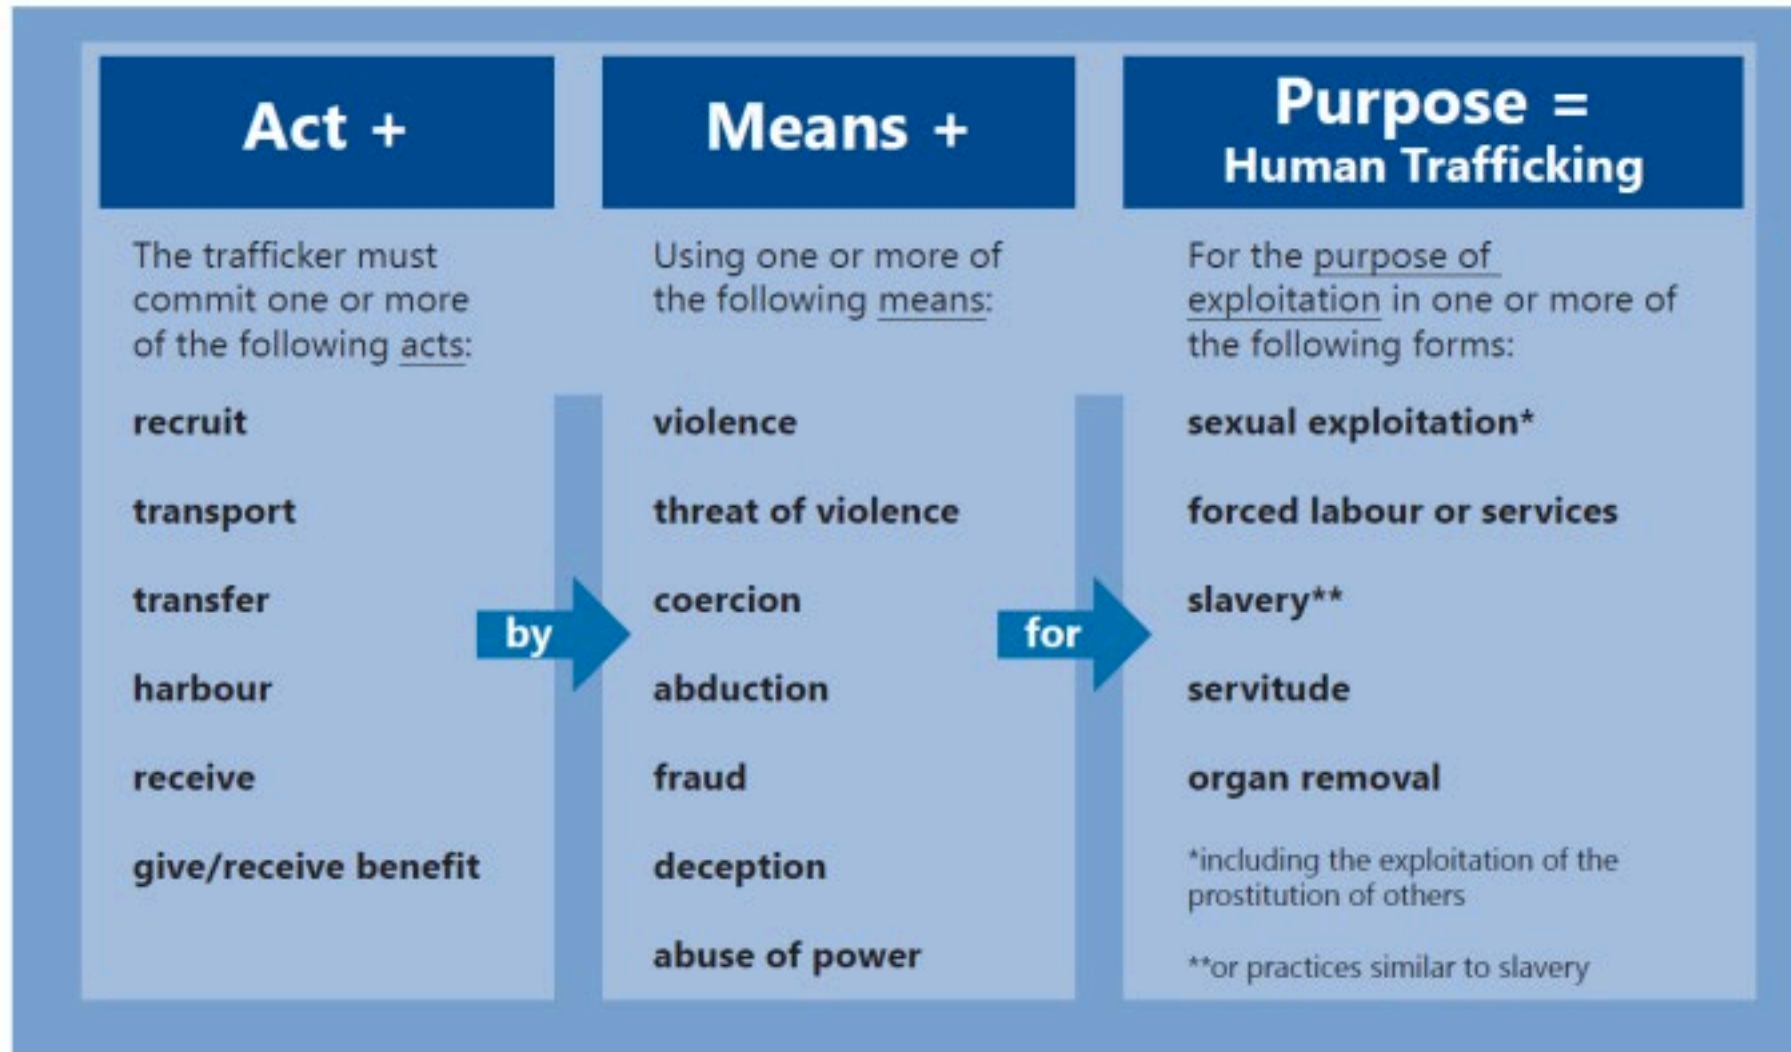 Act +
The trafficker must
commit one or more
of the following acts:
recruit
transport
transfer
harbour
receive
give/receive benefit
by
Means +
Using one or more of
the following means:
violence
threat of violence
coercion
abduction
fraud
deception
abuse of power
for
Purpose =
Human Trafficking
For the purpose of
exploitation in one or more of
the following forms:
sexual exploitation*
forced labour or services
slavery**
servitude
organ removal
*including the exploitation of the
prostitution of others
**or practices similar to slavery